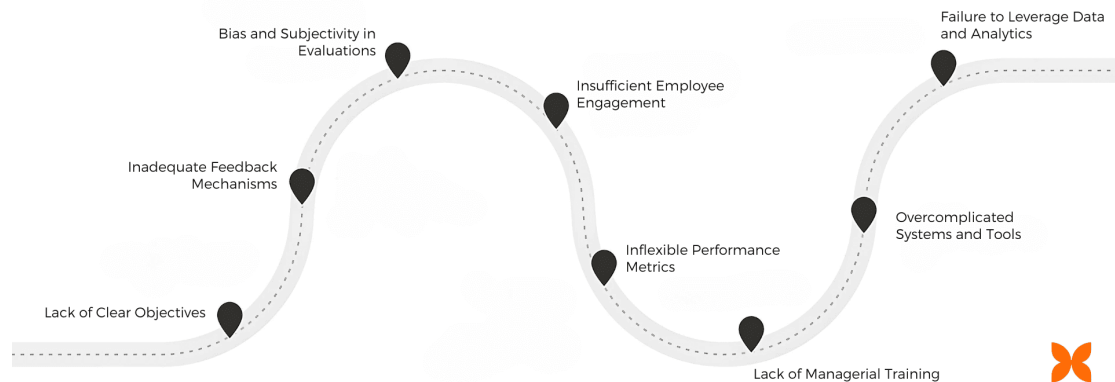 Lack of Clear Objectives
Inadequate Feedback
Mechanisms
Bias and Subjectivity in
Evaluations
Insufficient Employee
Engagement
Inflexible Performance
Metrics
Lack of Managerial Training
Overcomplicated
Systems and Tools
Failure to Leverage Data
and Analytics